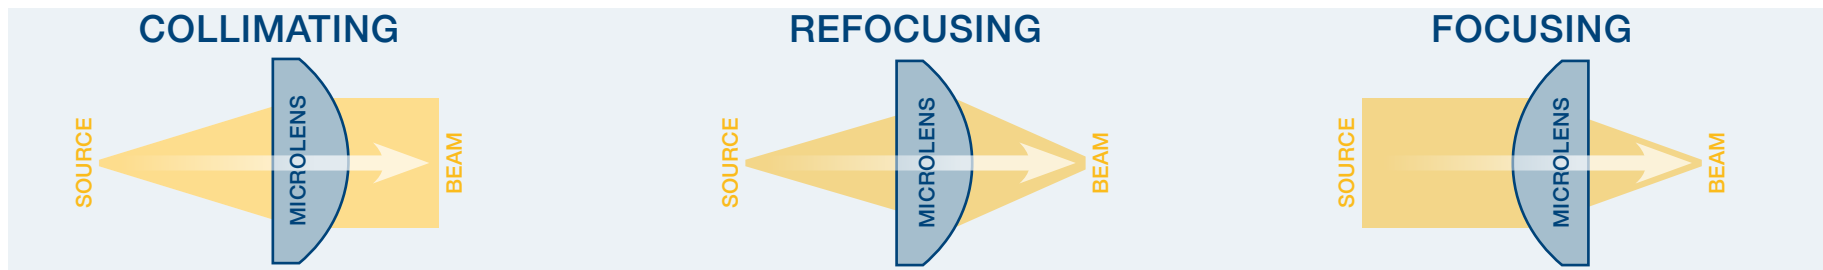 COLLIMATING
SOURCE
MICROLENS
BEAM
REFOCUSING
SOURCE
MICROLENS
BEAM
FOCUSING
SOURCE
MICROLENS
BEAM